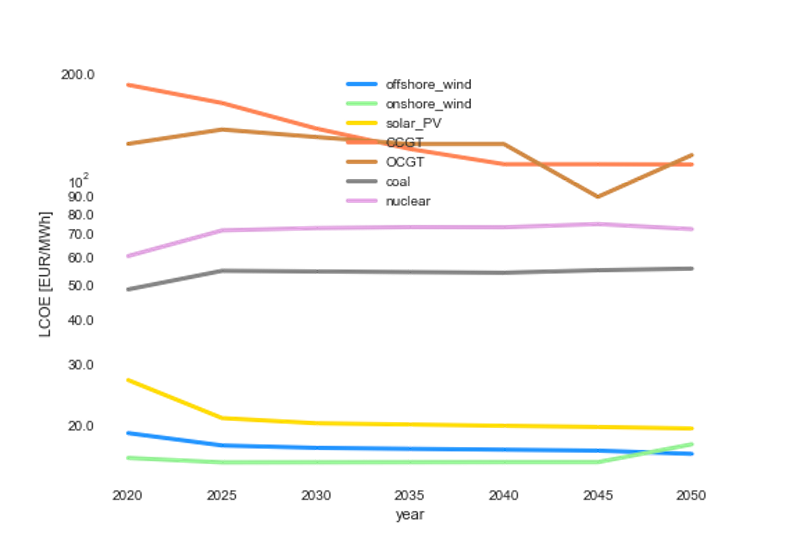 200.0
10²
90.0
80.0
70.0
60.0
50.0
40.0
30.0
20.0
LCOE [EUR/MWh]
offshore_wind
onshore_wind
solar_PV
CCGT
OCGT
coal
nuclear
2020 2025 2030 2035 2040 2045 2050
year